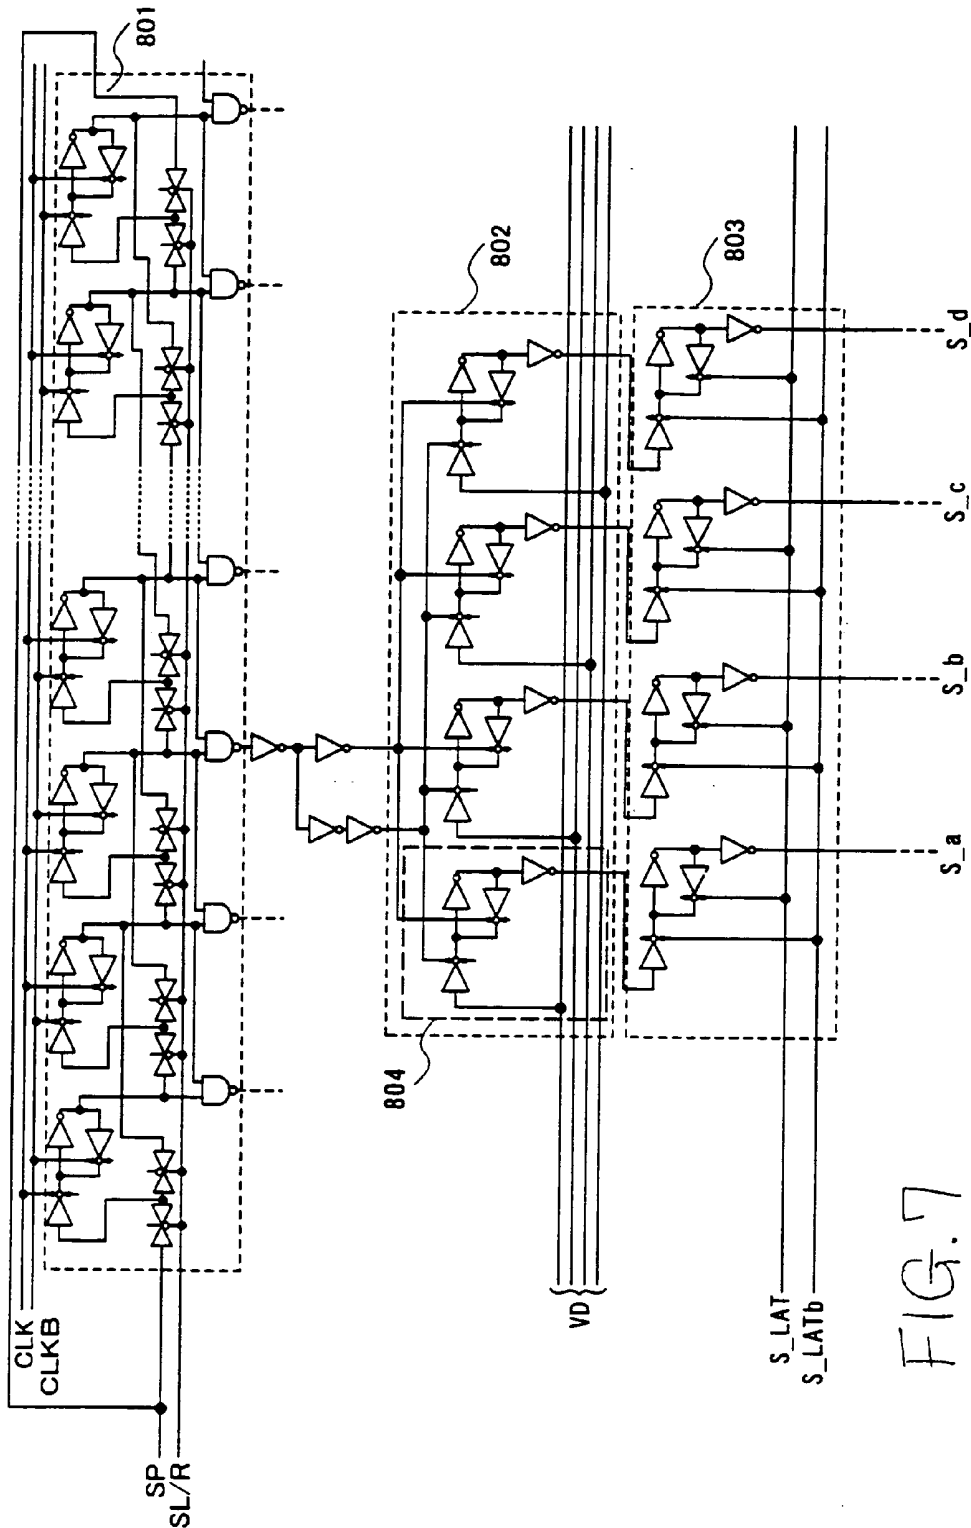 801
CLK
CLKB
SP
SL/R
802
804
VD
803
S_LAT
S_LATb
S_a
S_b
S_c
S_d
FIG. 7